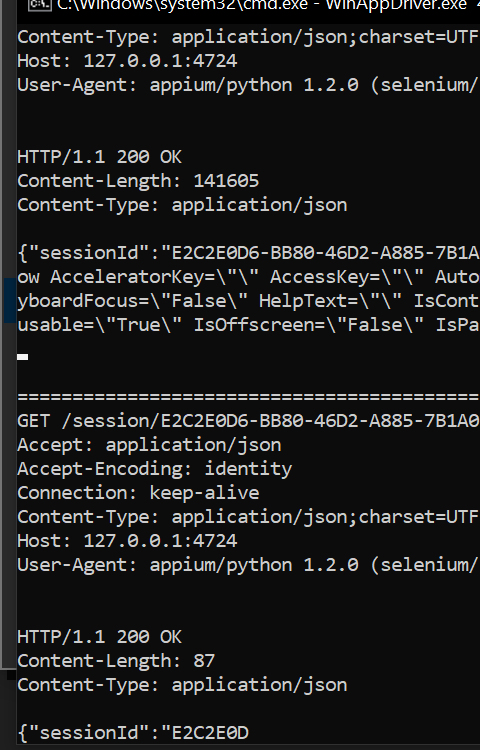 C:\Windows\system32\cmd.exe - WinAppDriver.exe 4
Content-Type: application/json;charset=UTF
Host: 127.0.0.1:4724
User-Agent: appium/python 1.2.0 (selenium/
HTTP/1.1 200 OK
Content-Length: 141605
Content-Type: application/json
{"sessionId":"E2C2E0D6-BB80-46D2-A885-7B1A
ow AcceleratorKey=\"\" AccessKey=\"\" Auto
yboardFocus=\"False\" HelpText=\"\" IsCont
usable=\"True\" IsOffscreen=\"False\" IsPa
==========================================
GET /session/E2C2E0D6-BB80-46D2-A885-7B1A0
Accept: application/json
Accept-Encoding: identity
Connection: keep-alive
Content-Type: application/json;charset=UTF
Host: 127.0.0.1:4724
User-Agent: appium/python 1.2.0 (selenium/
HTTP/1.1 200 OK
Content-Length: 87
Content-Type: application/json
{"sessionId":"E2C2E0D